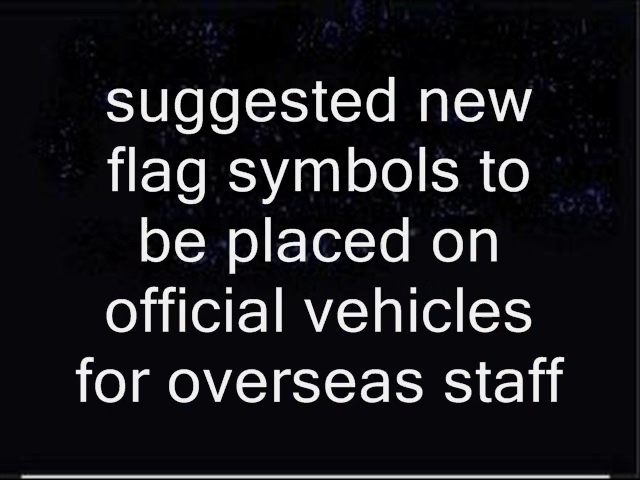 suggested new
flag symbols to
be placed on
official vehicles
for overseas staff